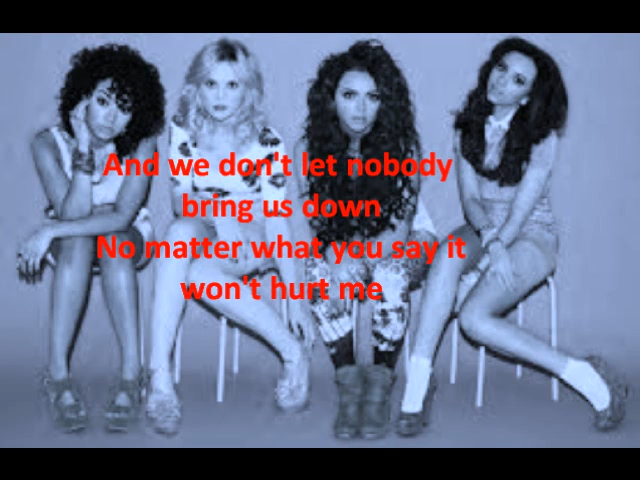 And we don't let nobody
bring us down
No matter what you say it
won't hurt me